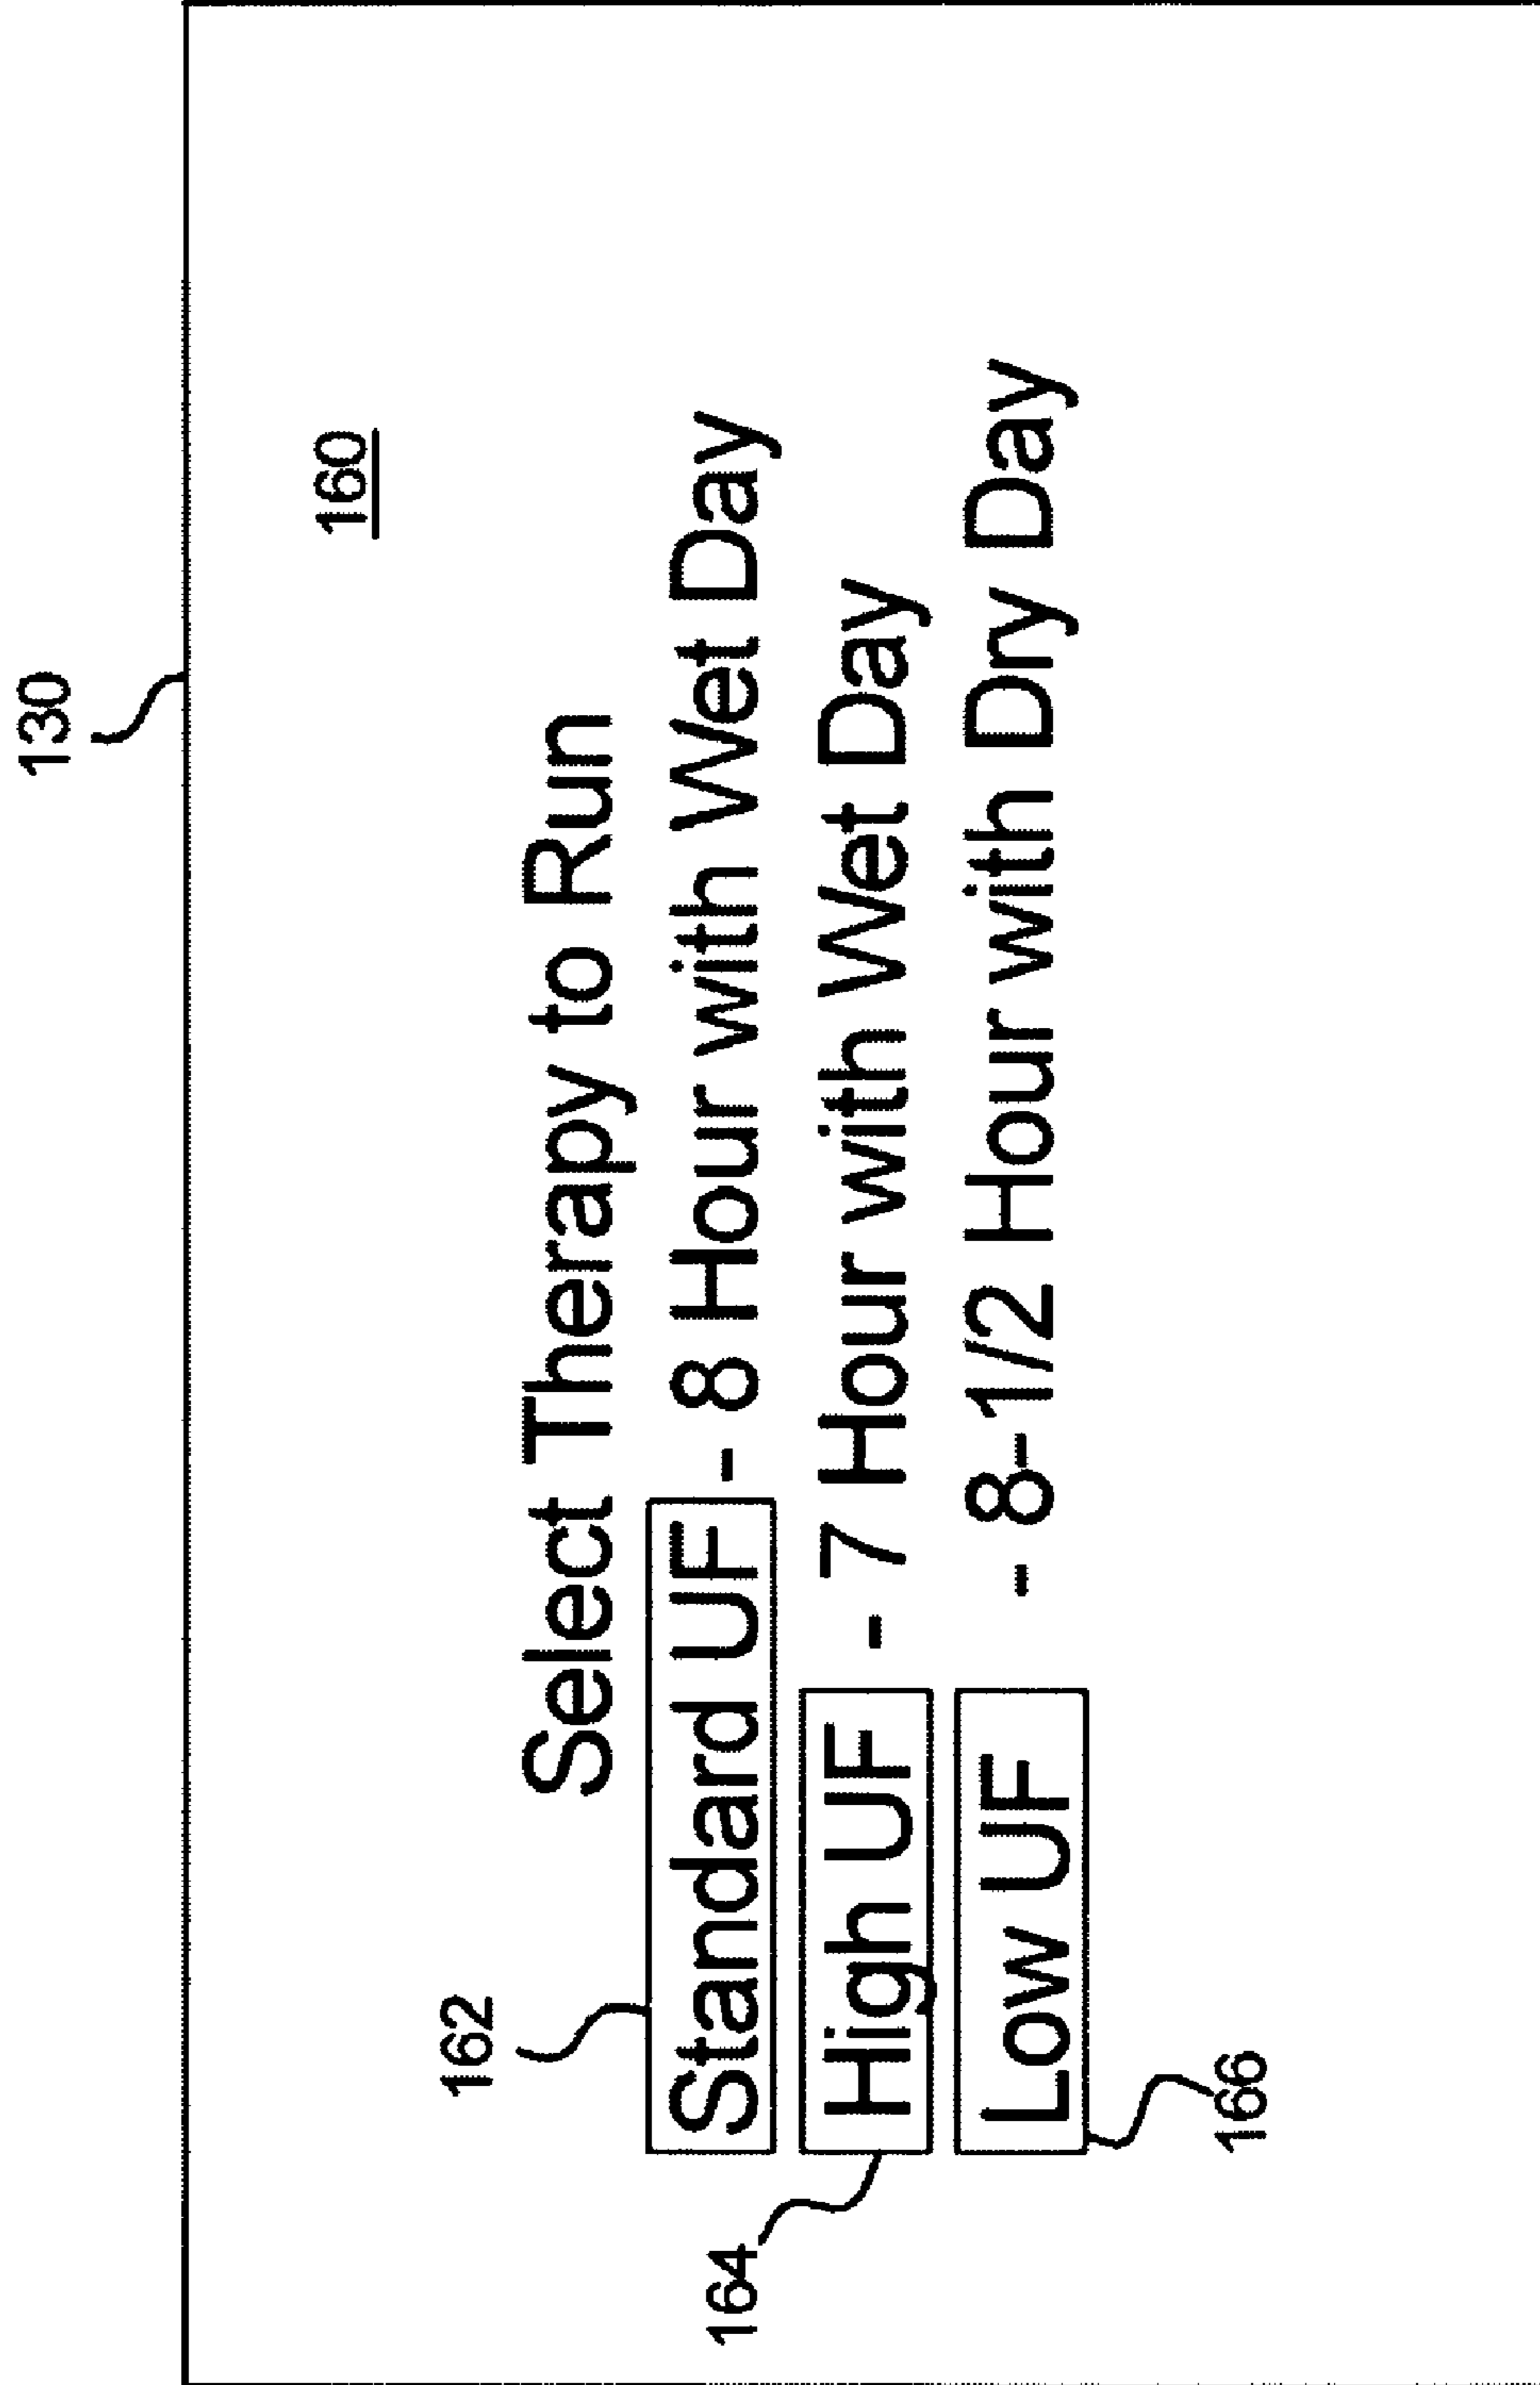 130
160
Select Therapy to Run
162
Standard UF - 8 Hour with Wet Day
164
High UF - 7 Hour with Wet Day
Low UF - 8-1/2 Hour with Dry Day
166